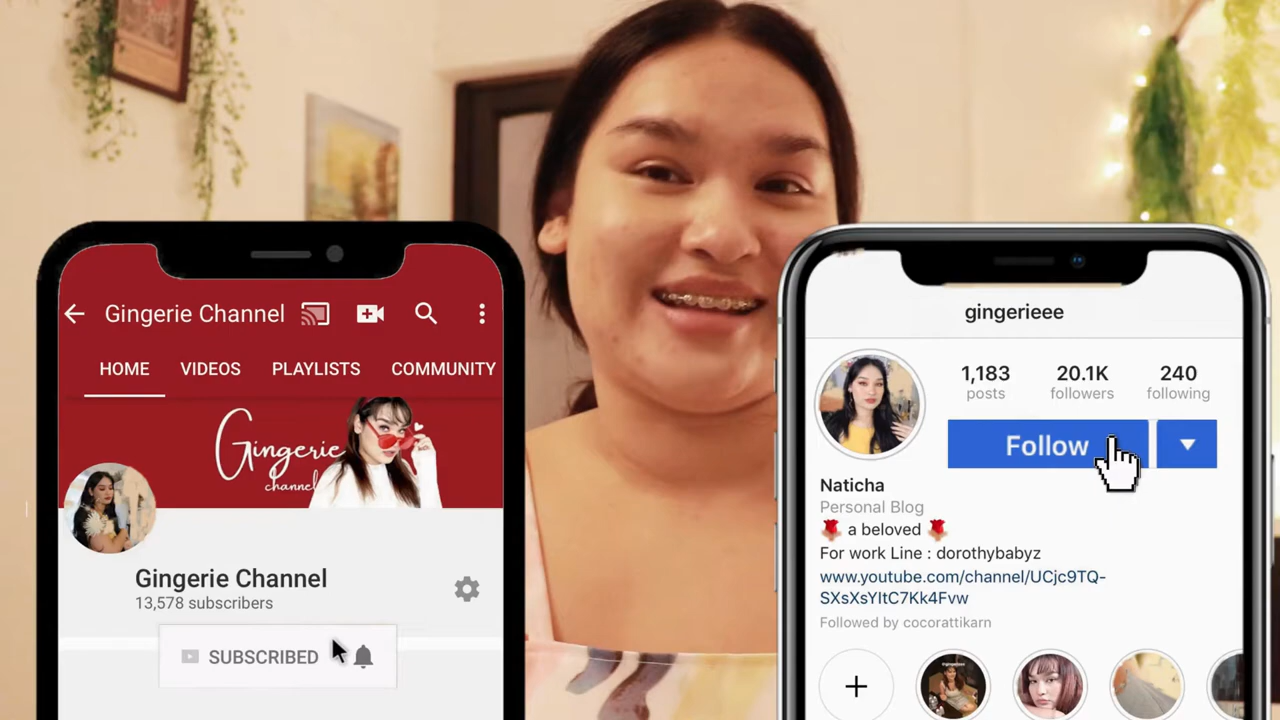 Gingerie Channel
HOME VIDEOS PLAYLISTS COMMUNITY
Gingerie
channel
Gingerie Channel
13,578 subscribers
SUBSCRIBED
gingerieee
1,183 20.1K 240
posts followers following
Follow
Naticha
Personal Blog
🌹 a beloved 🌹
For work Line : dorothybabyz
www.youtube.com/channel/UCjc9TQ-
SXsXsYItC7Kk4Fvw
Followed by cocorattikarn